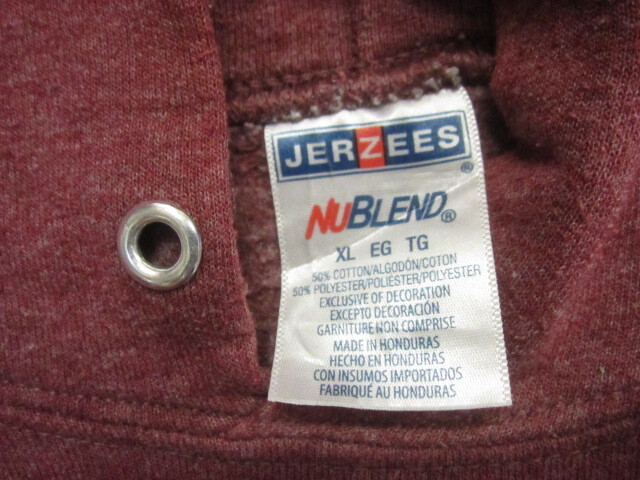 JERZEES®
NUBLEND®
XL EG TG
50% COTTON/ALGODÓN/COTON
50% POLYESTER/POLIÉSTER/POLYESTER
EXCLUSIVE OF DECORATION
EXCEPTO DECORACIÓN
GARNITURE NON COMPRISE
MADE IN HONDURAS
HECHO EN HONDURAS
CON INSUMOS IMPORTADOS
FABRIQUÉ AU HONDURAS